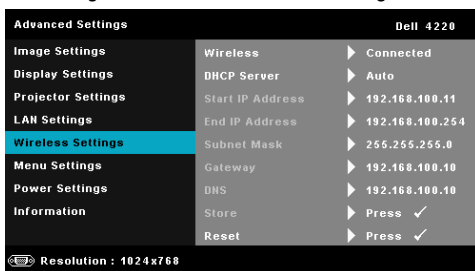 Advanced Settings Dell 4220
Image Settings Wireless Connected
Display Settings DHCP Server Auto
Projector Settings Start IP Address 192.168.100.11
LAN Settings End IP Address 192.168.100.254
Wireless Settings Subnet Mask 255.255.255.0
Menu Settings Gateway 192.168.100.10
Power Settings DNS 192.168.100.10
Information Store Press ✓
Reset Press ✓
Resolution : 1024x768